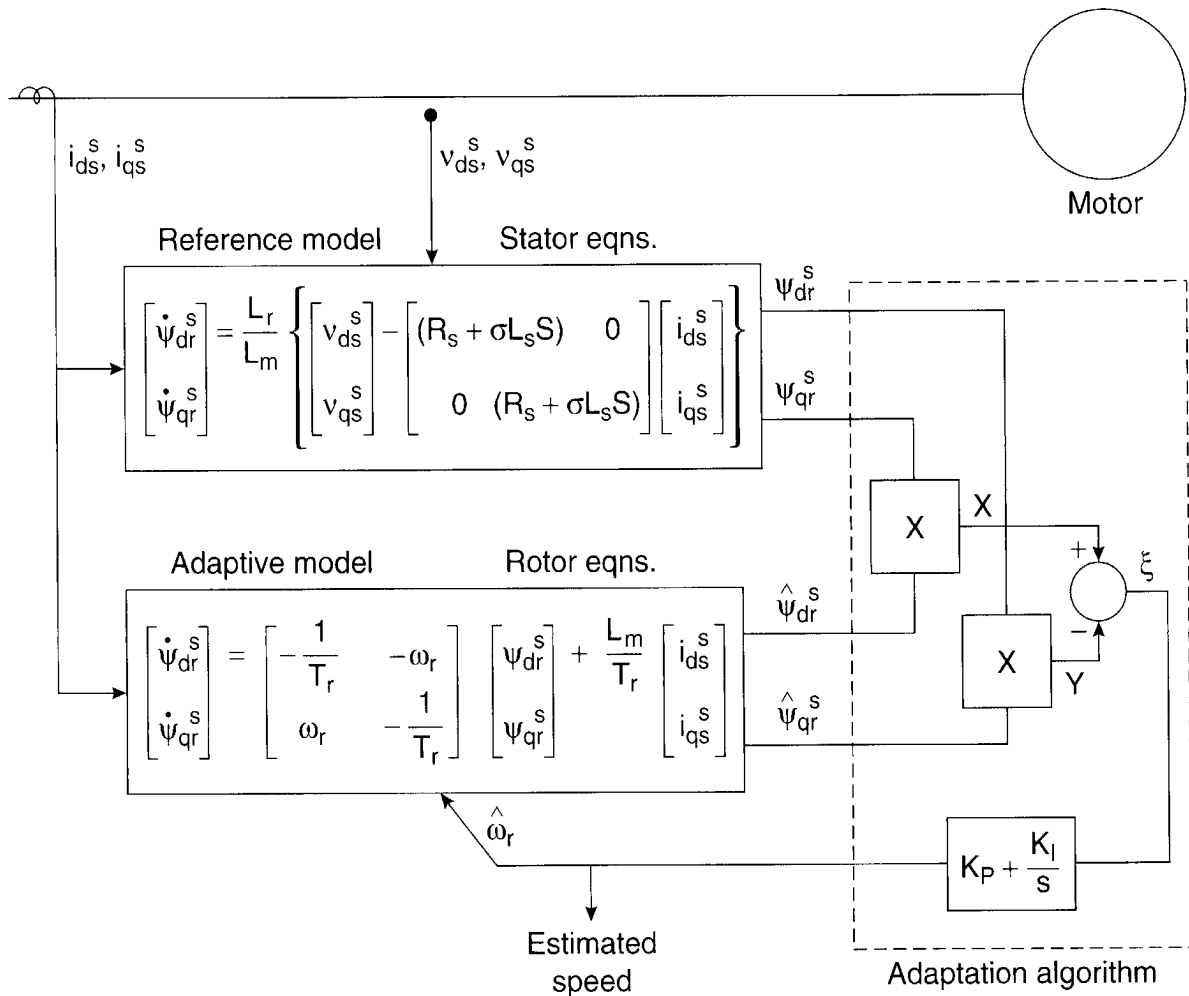 i_ds^s, i_qs^s
v_ds^s, v_qs^s
Motor
Reference model Stator eqns.
[ψ̇_dr^s ψ̇_qr^s] = L_r/L_m { [v_ds^s v_qs^s] − [(R_s + σL_sS) 0 0 (R_s + σL_sS)] [i_ds^s i_qs^s] }
ψ_dr^s
ψ_qr^s
X
X
+
ξ
Adaptive model Rotor eqns.
[ψ̇_dr^s ψ̇_qr^s] = [−1/T_r −ω_r ω_r −1/T_r] [ψ_dr^s ψ_qr^s] + L_m/T_r [i_ds^s i_qs^s]
ψ̂_dr^s
ψ̂_qr^s
X
Y
−
ω̂_r
K_P + K_I/s
Estimated
speed
Adaptation algorithm